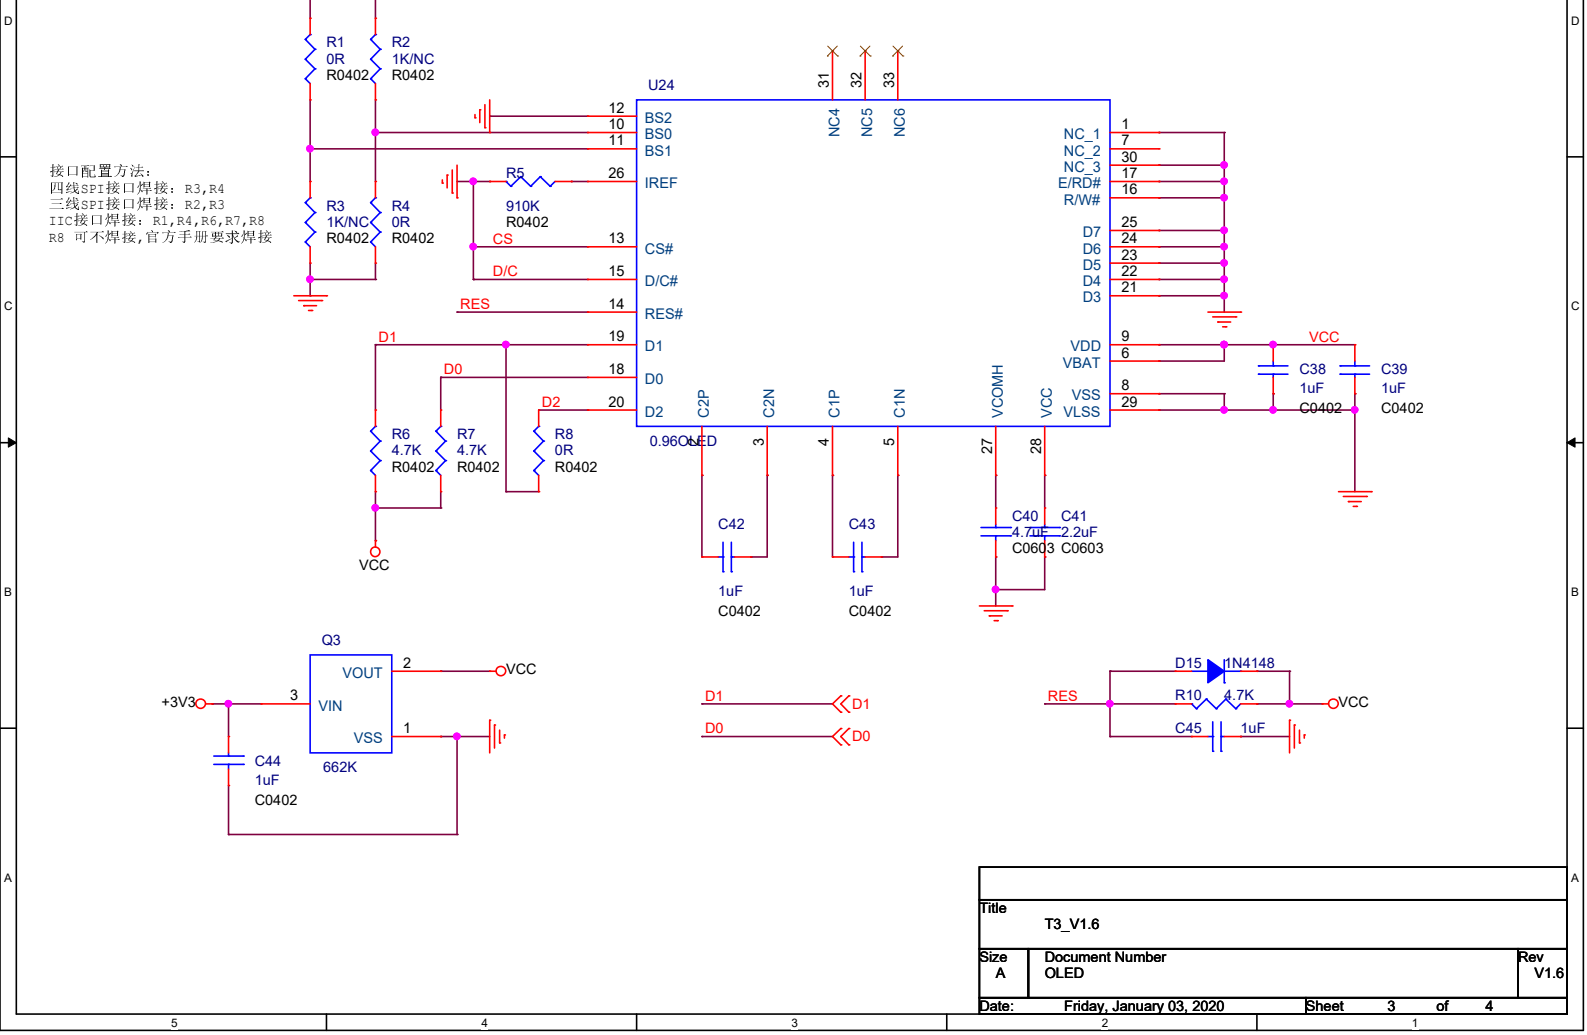 D
D
R1
0R
R0402
R2
1K/NC
R0402
31
32
33
NC4
NC5
NC6
U24
12
BS2
10
BS0
11
BS1
接口配置方法：
四线SPI接口焊接：R3,R4
三线SPI接口焊接：R2,R3
IIC接口焊接：R1,R4,R6,R7,R8
R8 可不焊接,官方手册要求焊接
R3
1K/NC
R0402
R4
0R
R0402
R5
910K
R0402
26
IREF
CS
13
CS#
D/C
15
D/C#
RES
14
RES#
D1
19
D1
D0
18
D0
D2
20
D2
NC_1
1
NC_2
7
NC_3
30
E/RD#
17
R/W#
16
D7
25
D6
24
D5
23
D4
22
D3
21
C
C
VDD
9
VBAT
6
VSS
8
VLSS
29
VCC
C38
1uF
C0402
C39
1uF
C0402
C2P
C2N
C1P
C1N
VCOMH
VCC
0.96OLED
2
3
4
5
27
28
R6
4.7K
R0402
R7
4.7K
R0402
R8
0R
R0402
VCC
C42
1uF
C0402
C43
1uF
C0402
C40
4.7uF
C0603
C41
2.2uF
C0603
B
B
Q3
VOUT
2
VCC
+3V3
3
VIN
VSS
1
662K
C44
1uF
C0402
D1
D1
D0
D0
RES
D15
1N4148
R10
4.7K
VCC
C45
1uF
A
A
Title
T3_V1.6
Size
A
Document Number
OLED
Rev
V1.6
Date:
Friday, January 03, 2020
Sheet
3
of
4
5
4
3
2
1